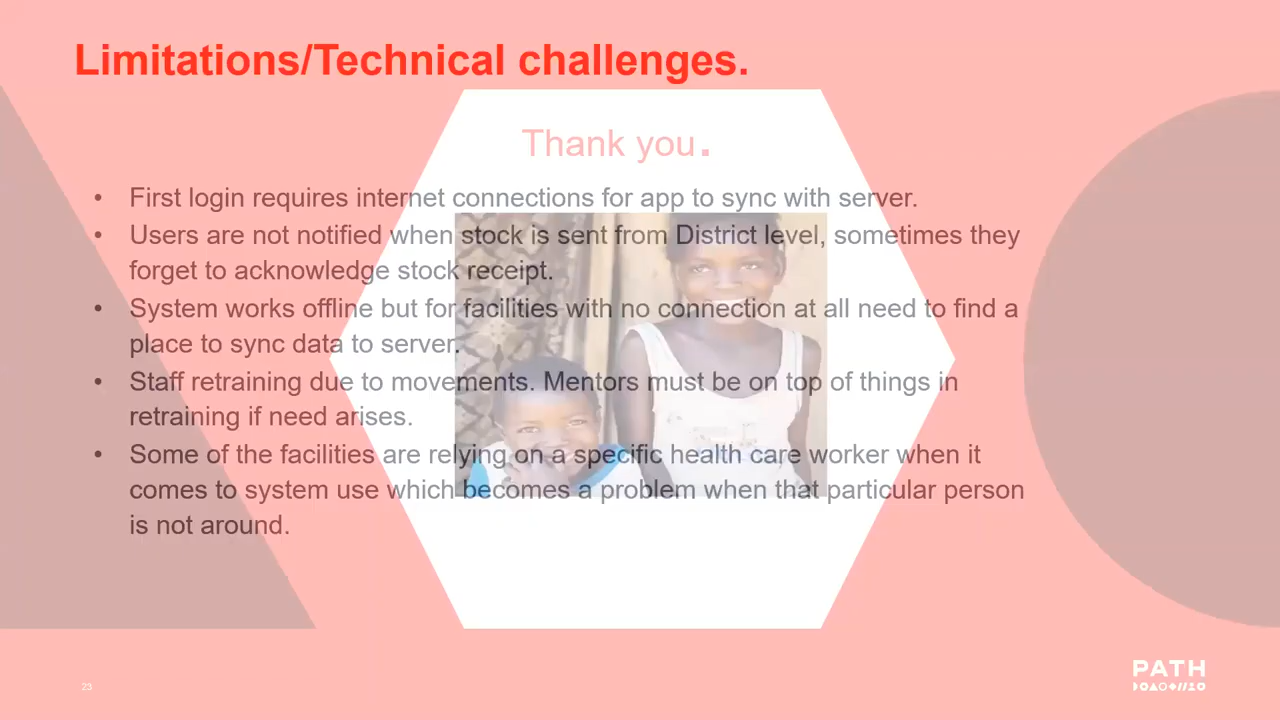 Limitations/Technical challenges.
Thank you.
• First login requires internet connections for app to sync with server.
• Users are not notified when stock is sent from District level, sometimes they
forget to acknowledge stock receipt.
• System works offline but for facilities with no connection at all need to find a
place to sync data to server.
• Staff retraining due to movements. Mentors must be on top of things in
retraining if need arises.
• Some of the facilities are relying on a specific health care worker when it
comes to system use which becomes a problem when that particular person
is not around.
23
PATH